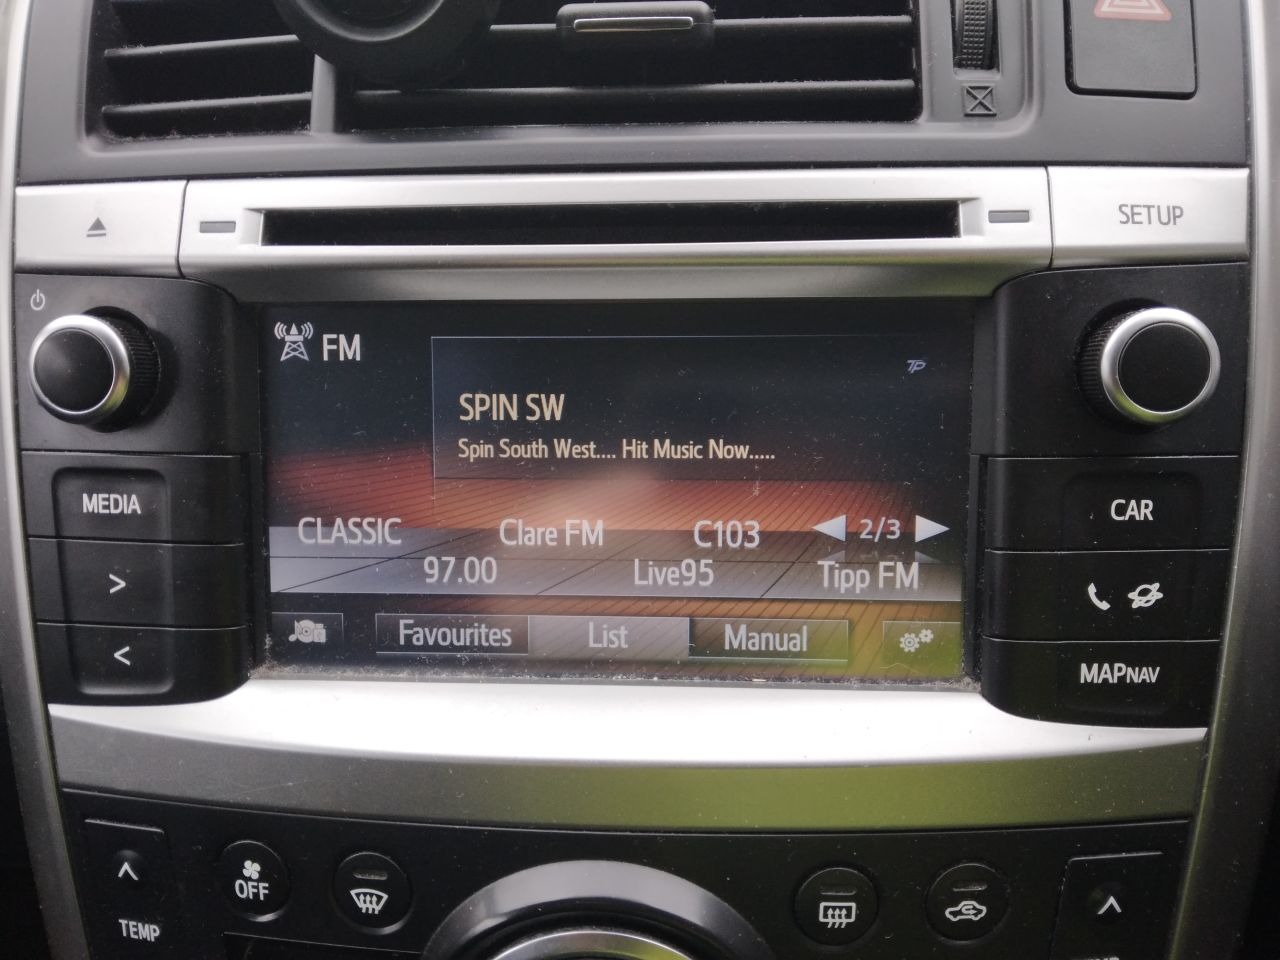 SETUP
FM
TP
SPIN SW
Spin South West.... Hit Music Now.....
MEDIA
CAR
CLASSIC Clare FM C103 2/3
97.00 Live95 Tipp FM
>
<
Favourites List Manual
MAPNAV
OFF
TEMP